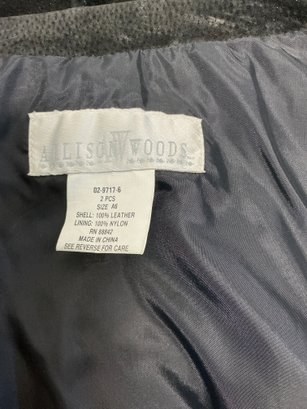 ALLISON WOODS
02-9717-6
2 PCS
SIZE A6
SHELL: 100% LEATHER
LINING: 100% NYLON
RN 88842
MADE IN CHINA
SEE REVERSE FOR CARE